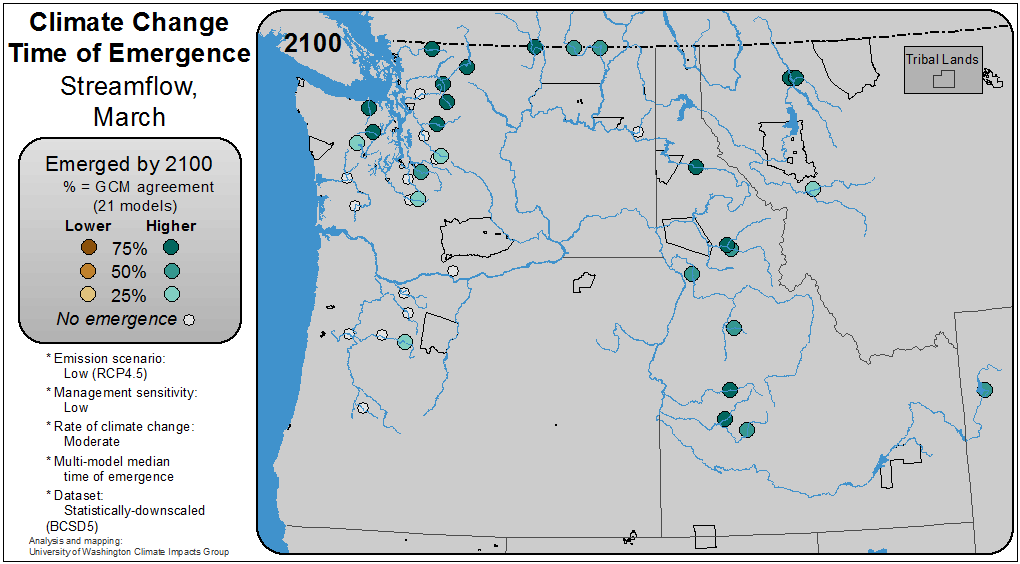 Climate Change
Time of Emergence
Streamflow,
March
2100
Tribal Lands
Emerged by 2100
% = GCM agreement
(21 models)
Lower Higher
75%
50%
25%
No emergence
* Emission scenario:
Low (RCP4.5)
* Management sensitivity:
Low
* Rate of climate change:
Moderate
* Multi-model median
time of emergence
* Dataset:
Statistically-downscaled
(BCSD5)
Analysis and mapping:
University of Washington Climate Impacts Group